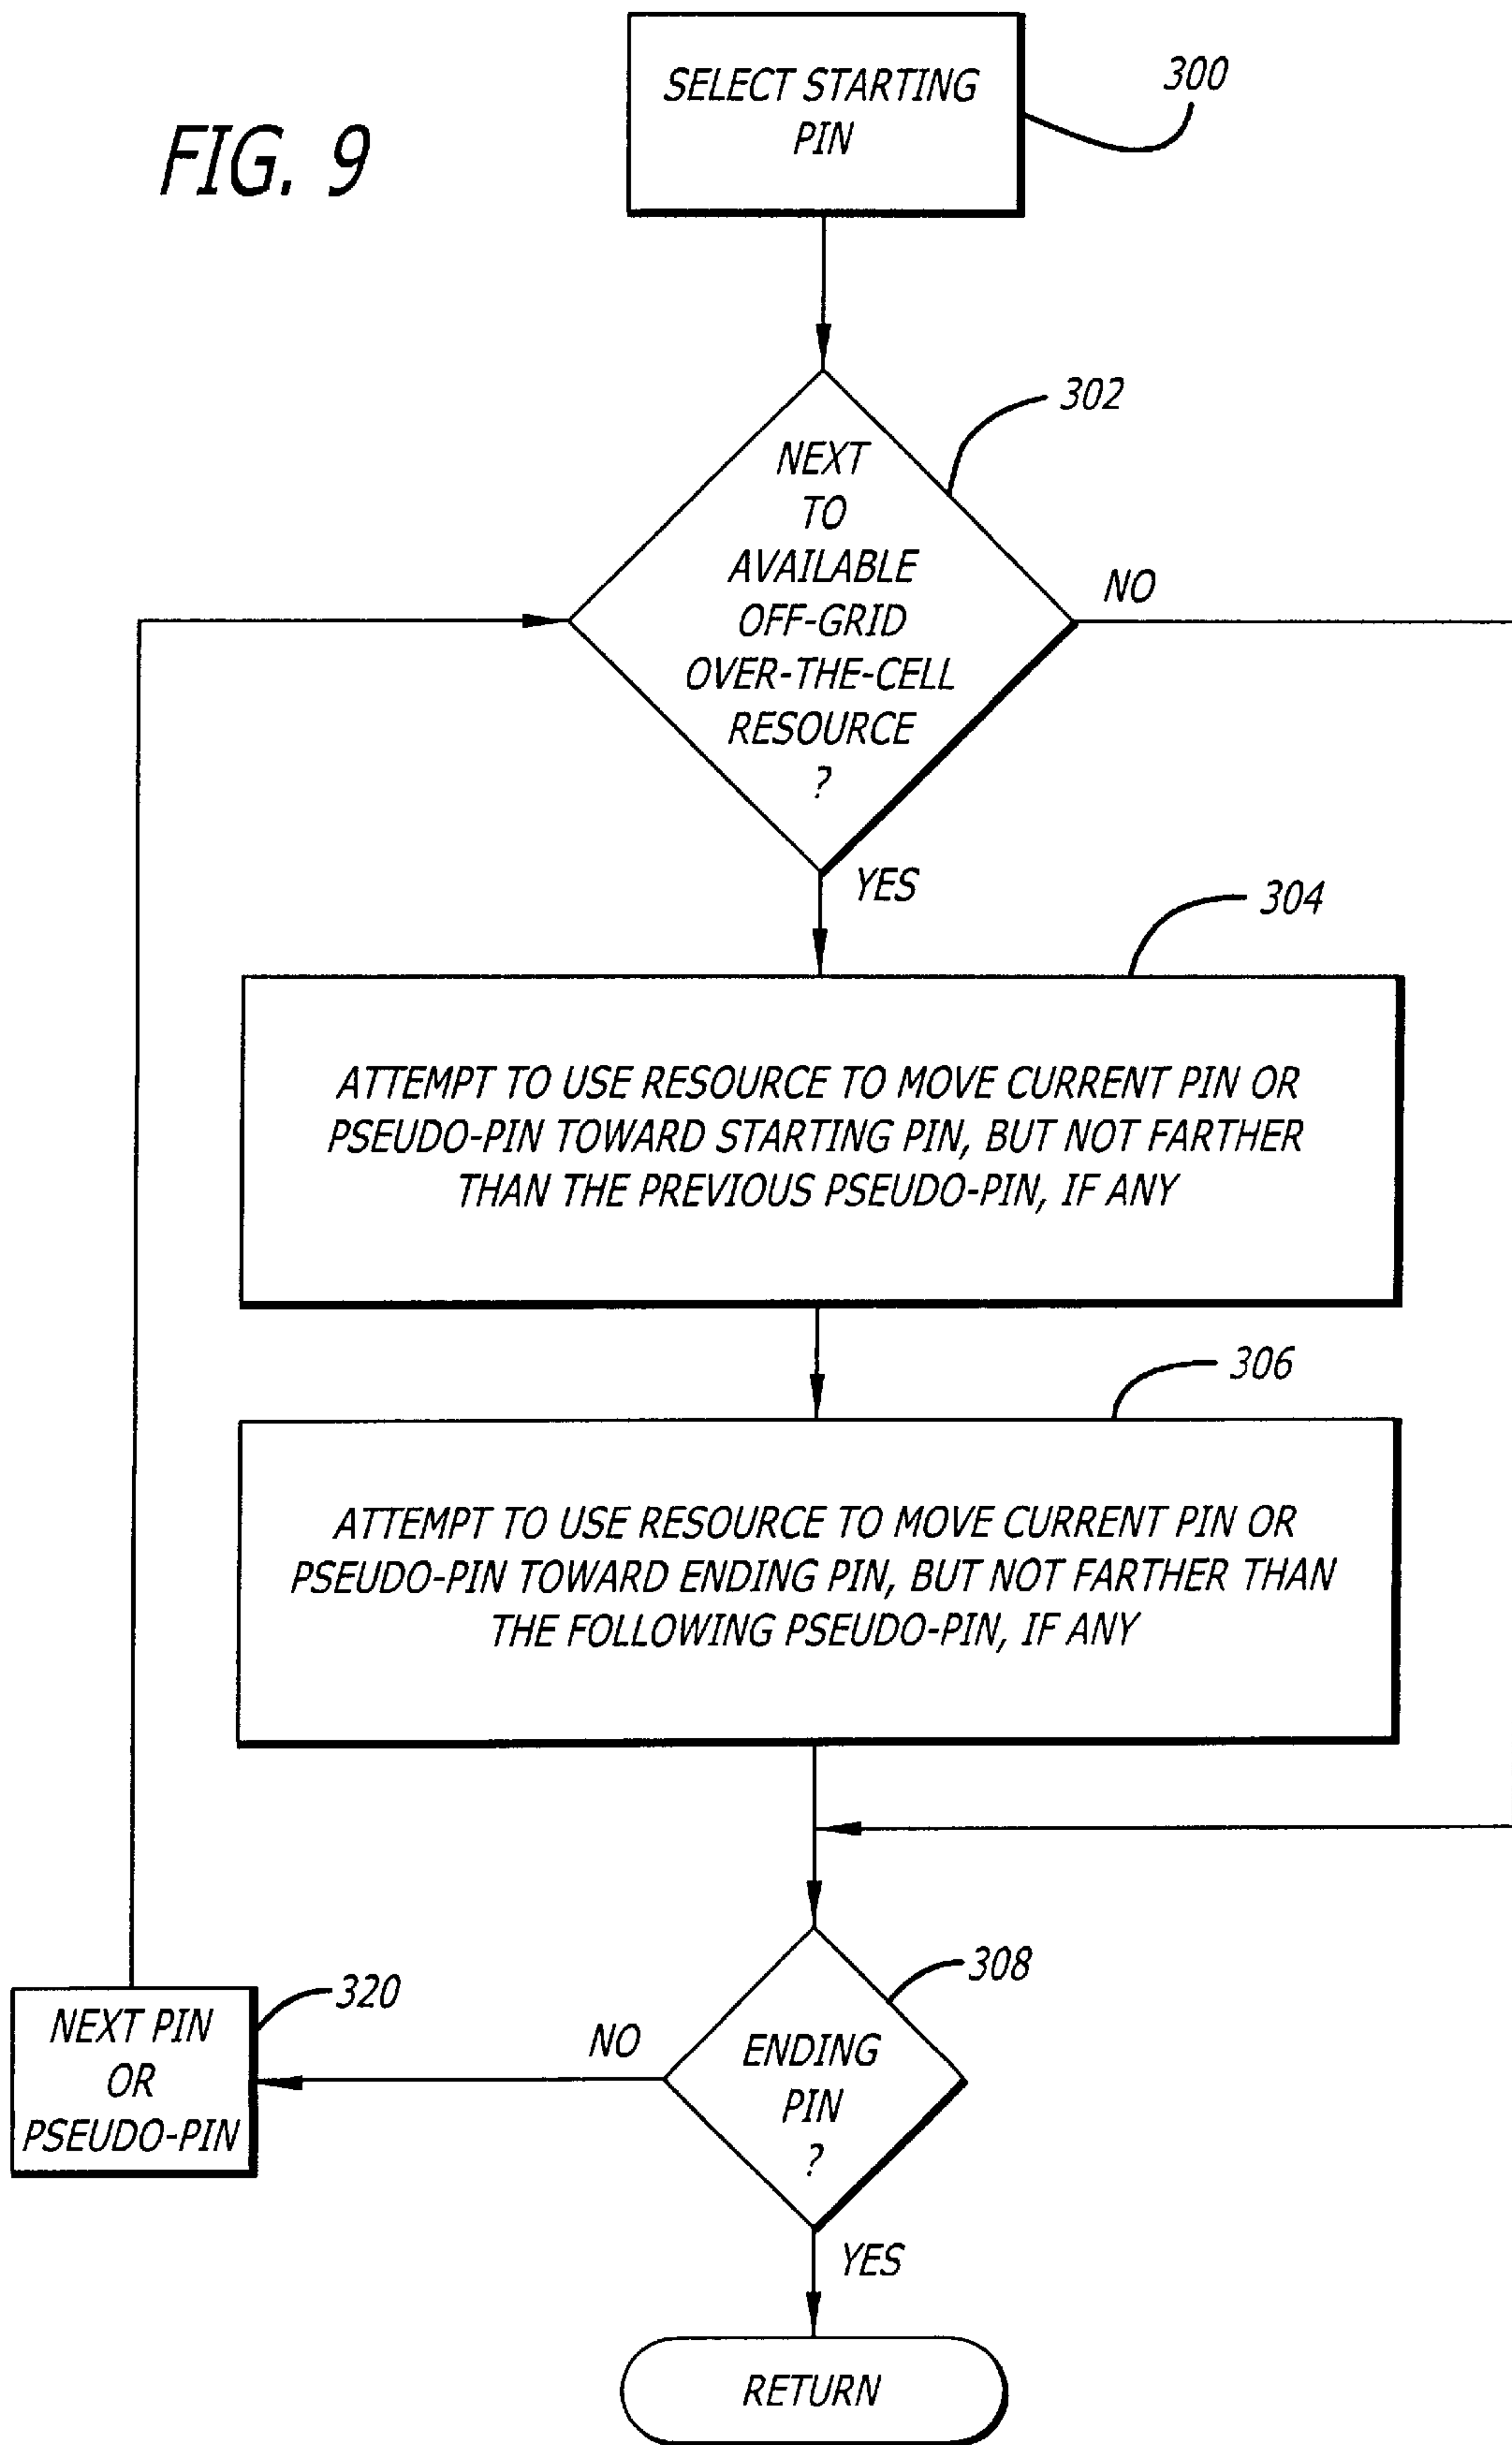 FIG. 9
SELECT STARTING
PIN
300
302
NEXT
TO
AVAILABLE
OFF-GRID
OVER-THE-CELL
RESOURCE
?
NO
YES
304
ATTEMPT TO USE RESOURCE TO MOVE CURRENT PIN OR
PSEUDO-PIN TOWARD STARTING PIN, BUT NOT FARTHER
THAN THE PREVIOUS PSEUDO-PIN, IF ANY
306
ATTEMPT TO USE RESOURCE TO MOVE CURRENT PIN OR
PSEUDO-PIN TOWARD ENDING PIN, BUT NOT FARTHER THAN
THE FOLLOWING PSEUDO-PIN, IF ANY
308
ENDING
PIN
?
NO
320
NEXT PIN
OR
PSEUDO-PIN
YES
RETURN